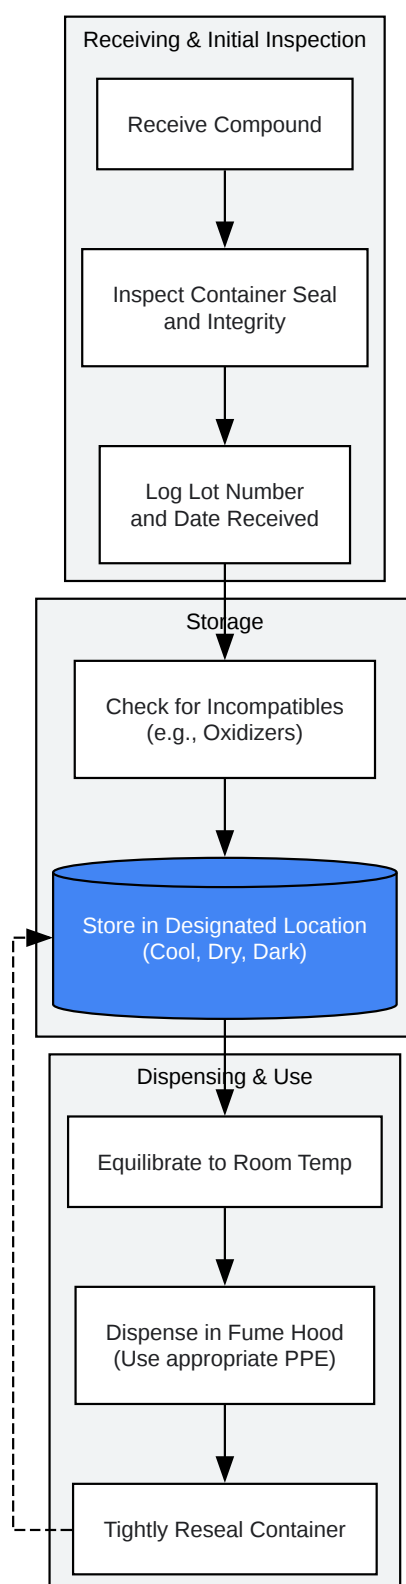 Receiving & Initial Inspection
Receive Compound
Inspect Container Seal
and Integrity
Log Lot Number
and Date Received
Storage
Check for Incompatibles
(e.g., Oxidizers)
Store in Designated Location
(Cool, Dry, Dark)
Dispensing & Use
Equilibrate to Room Temp
Dispense in Fume Hood
(Use appropriate PPE)
Tightly Reseal Container